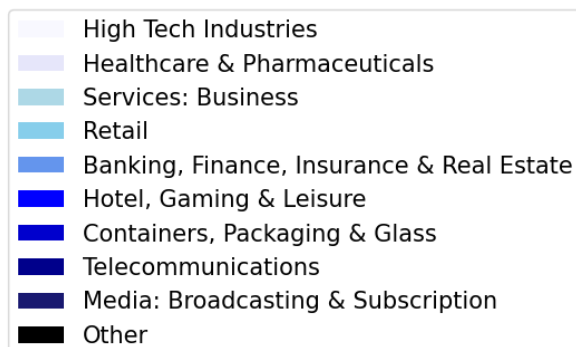 High Tech Industries
Healthcare & Pharmaceuticals
Services: Business
Retail
Banking, Finance, Insurance & Real Estate
Hotel, Gaming & Leisure
Containers, Packaging & Glass
Telecommunications
Media: Broadcasting & Subscription
Other